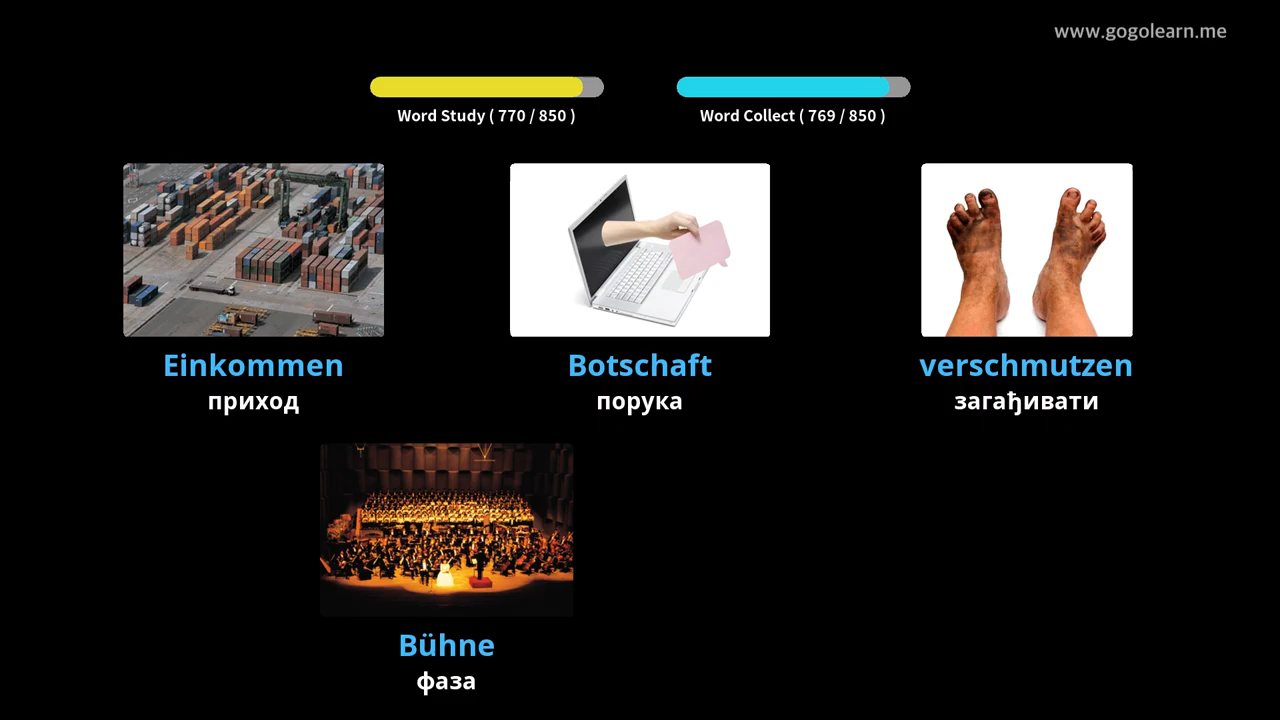 www.gogolearn.me
Word Study ( 770 / 850 )
Word Collect ( 769 / 850 )
Einkommen
приход
Botschaft
порука
verschmutzen
загађивати
Bühne
фаза